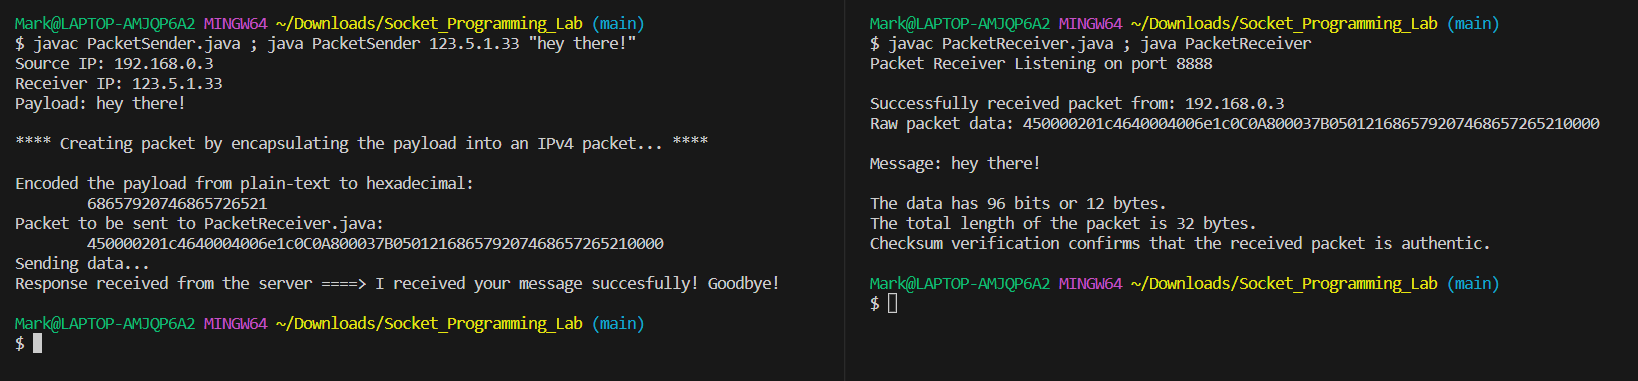 Mark@LAPTOP-AMJQP6A2 MINGW64 ~/Downloads/Socket_Programming_Lab (main)
$ javac PacketSender.java ; java PacketSender 123.5.1.33 "hey there!"
Source IP: 192.168.0.3
Receiver IP: 123.5.1.33
Payload: hey there!
**** Creating packet by encapsulating the payload into an IPv4 packet... ****
Encoded the payload from plain-text to hexadecimal:
68657920746865726521
Packet to be sent to PacketReceiver.java:
450000201c4640004006e1c0C0A800037B050121686579207468657265210000
Sending data...
Response received from the server ====> I received your message succesfully! Goodbye!
Mark@LAPTOP-AMJQP6A2 MINGW64 ~/Downloads/Socket_Programming_Lab (main)
$
Mark@LAPTOP-AMJQP6A2 MINGW64 ~/Downloads/Socket_Programming_Lab (main)
$ javac PacketReceiver.java ; java PacketReceiver
Packet Receiver Listening on port 8888
Successfully received packet from: 192.168.0.3
Raw packet data: 450000201c4640004006e1c0C0A800037B050121686579207468657265210000
Message: hey there!
The data has 96 bits or 12 bytes.
The total length of the packet is 32 bytes.
Checksum verification confirms that the received packet is authentic.
Mark@LAPTOP-AMJQP6A2 MINGW64 ~/Downloads/Socket_Programming_Lab (main)
$